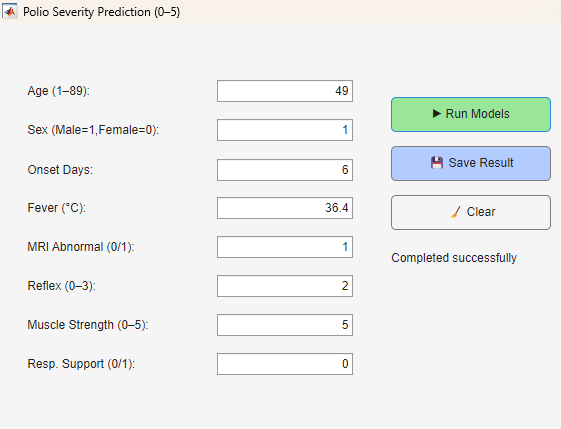 Polio Severity Prediction (0–5)
Age (1–89): 49
Sex (Male=1,Female=0): 1
Onset Days: 6
Fever (°C): 36.4
MRI Abnormal (0/1): 1
Reflex (0–3): 2
Muscle Strength (0–5): 5
Resp. Support (0/1): 0
▶ Run Models
💾 Save Result
🧹 Clear
Completed successfully